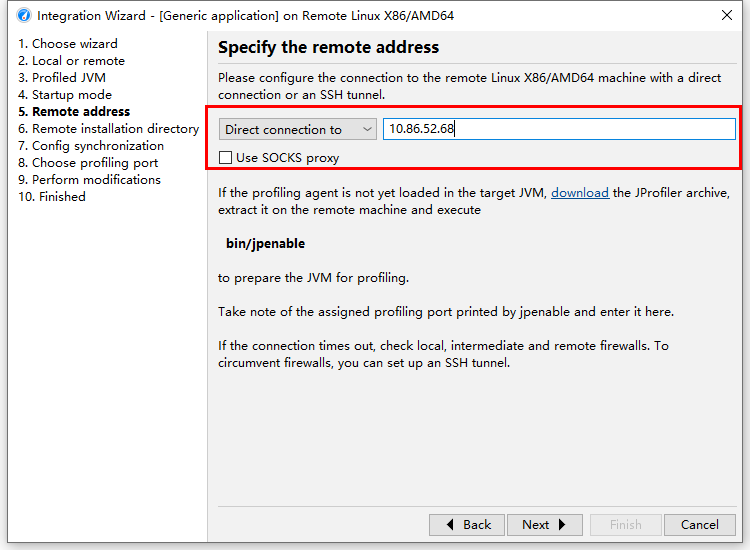 Integration Wizard - [Generic application] on Remote Linux X86/AMD64
1. Choose wizard
2. Local or remote
3. Profiled JVM
4. Startup mode
5. Remote address
6. Remote installation directory
7. Config synchronization
8. Choose profiling port
9. Perform modifications
10. Finished
Specify the remote address
Please configure the connection to the remote Linux X86/AMD64 machine with a direct
connection or an SSH tunnel.
Direct connection to 10.86.52.68
Use SOCKS proxy
If the profiling agent is not yet loaded in the target JVM, download the JProfiler archive,
extract it on the remote machine and execute
bin/jpenable
to prepare the JVM for profiling.
Take note of the assigned profiling port printed by jpenable and enter it here.
If the connection times out, check local, intermediate and remote firewalls. To
circumvent firewalls, you can set up an SSH tunnel.
Back Next Finish Cancel